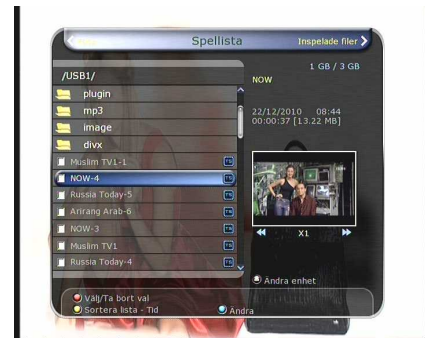 Spellista
Inspelade filer
1 GB / 3 GB
/USB1/
NOW
plugin
mp3
image
divx
22/12/2010 08:44
00:00:37 [13.22 MB]
Muslim TV1-1
NOW-4
Russia Today-5
Arirang Arab-6
NOW-3
Muslim TV1
Russia Today-4
X1
Ändra enhet
Välj/Ta bort val
Sortera lista - Tid
Ändra